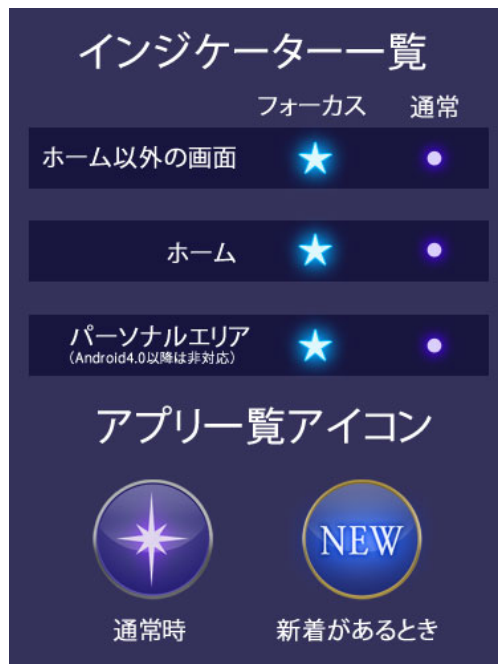 インジケーター一覧
フォーカス 通常
ホーム以外の画面
ホーム
パーソナルエリア
(Android4.0以降は非対応)
アプリ一覧アイコン
NEW
通常時 新着があるとき